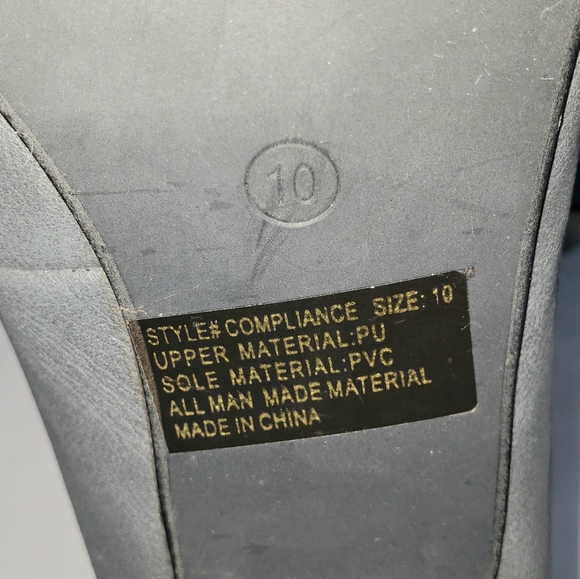 10
STYLE# COMPLIANCE SIZE: 10
UPPER MATERIAL:PU
SOLE MATERIAL:PVC
ALL MAN MADE MATERIAL
MADE IN CHINA